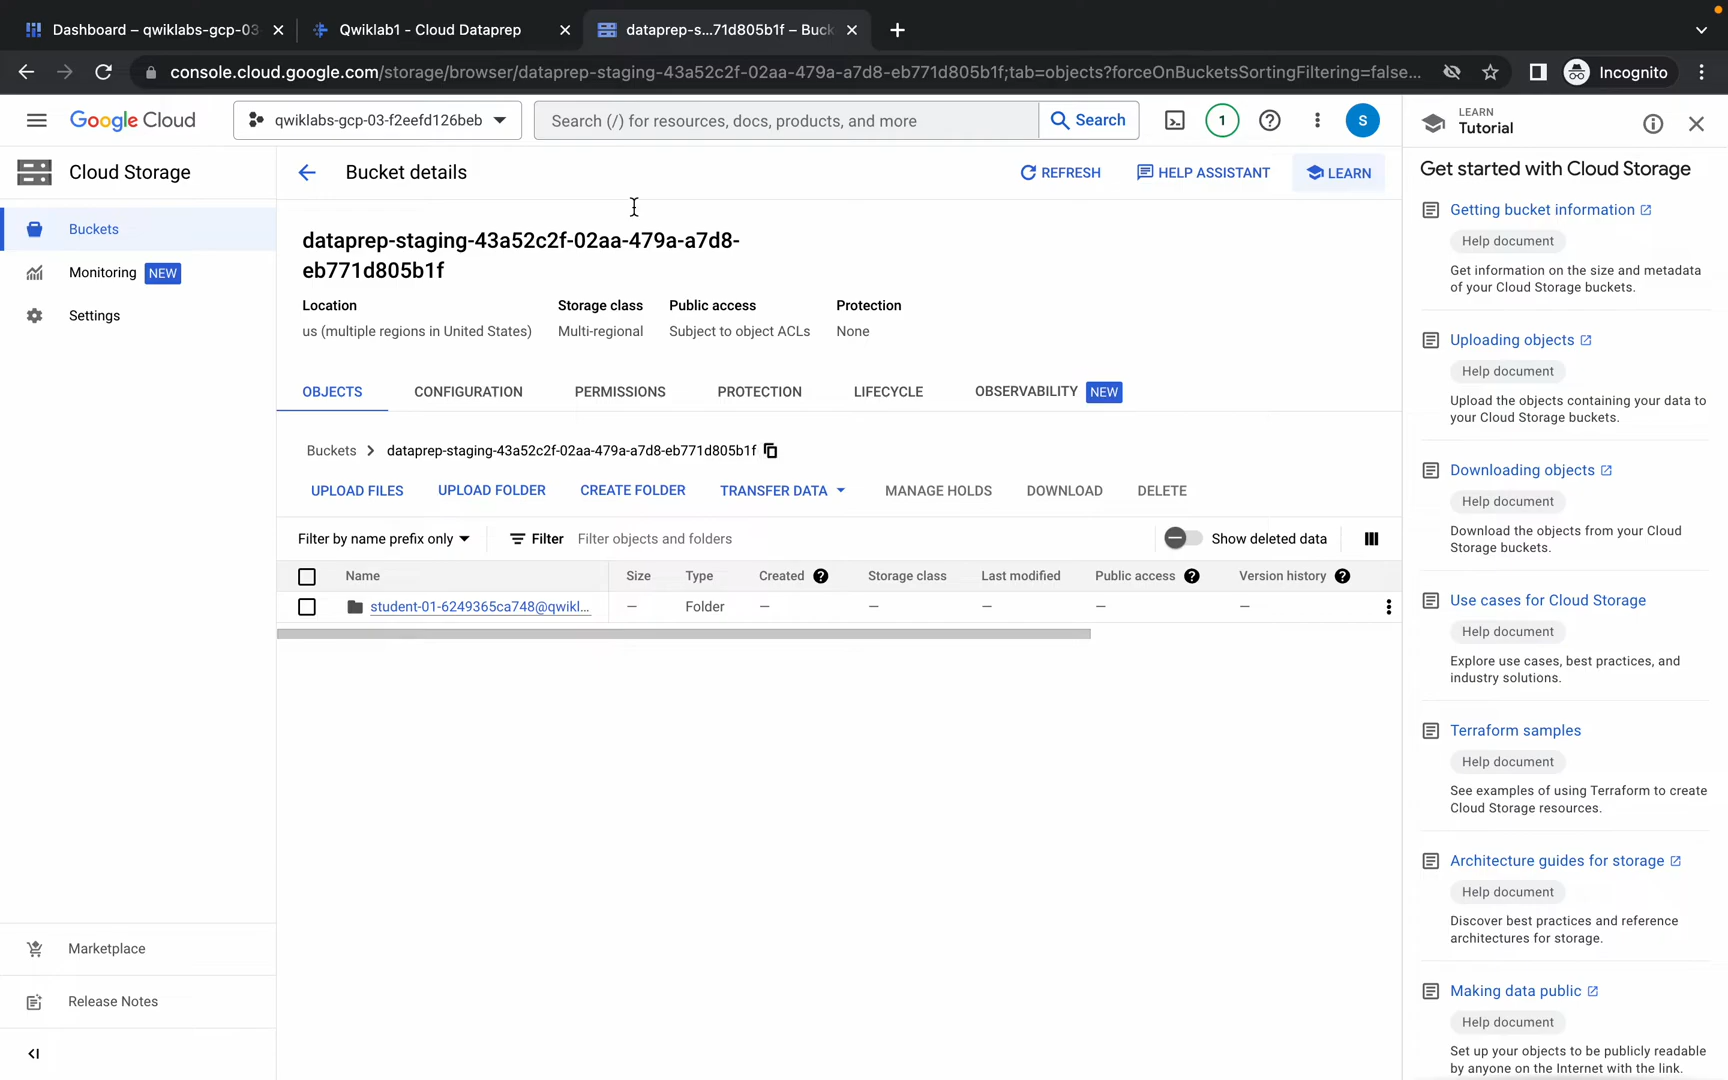 Dashboard – qwiklabs-gcp-03
Qwiklab1 - Cloud Dataprep
dataprep-s...71d805b1f – Buck
console.cloud.google.com/storage/browser/dataprep-staging-43a52c2f-02aa-479a-a7d8-eb771d805b1f;tab=objects?forceOnBucketsSortingFiltering=false...
Incognito
Google Cloud
qwiklabs-gcp-03-f2eefd126beb
Search (/) for resources, docs, products, and more
Search
1
S
LEARN
Tutorial
Cloud Storage
Buckets
Monitoring NEW
Settings
Marketplace
Release Notes
Bucket details
REFRESH
HELP ASSISTANT
LEARN
dataprep-staging-43a52c2f-02aa-479a-a7d8-
eb771d805b1f
Location Storage class Public access Protection
us (multiple regions in United States) Multi-regional Subject to object ACLs None
OBJECTS CONFIGURATION PERMISSIONS PROTECTION LIFECYCLE OBSERVABILITY NEW
Buckets > dataprep-staging-43a52c2f-02aa-479a-a7d8-eb771d805b1f
UPLOAD FILES UPLOAD FOLDER CREATE FOLDER TRANSFER DATA MANAGE HOLDS DOWNLOAD DELETE
Filter by name prefix only Filter Filter objects and folders Show deleted data
Name Size Type Created Storage class Last modified Public access Version history
student-01-6249365ca748@qwikl... — Folder — — — — —
Get started with Cloud Storage
Getting bucket information
Help document
Get information on the size and metadata
of your Cloud Storage buckets.
Uploading objects
Help document
Upload the objects containing your data to
your Cloud Storage buckets.
Downloading objects
Help document
Download the objects from your Cloud
Storage buckets.
Use cases for Cloud Storage
Help document
Explore use cases, best practices, and
industry solutions.
Terraform samples
Help document
See examples of using Terraform to create
Cloud Storage resources.
Architecture guides for storage
Help document
Discover best practices and reference
architectures for storage.
Making data public
Help document
Set up your objects to be publicly readable
by anyone on the Internet with the link.